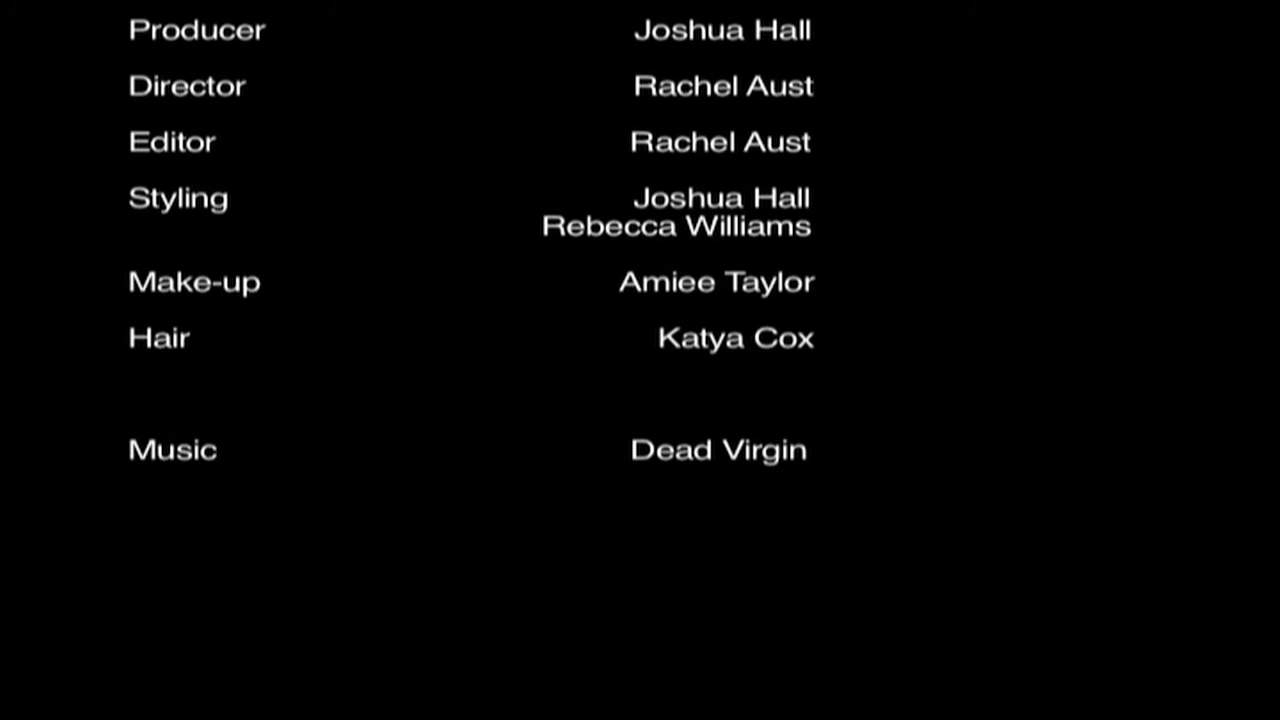 Producer Joshua Hall
Director Rachel Aust
Editor Rachel Aust
Styling Joshua Hall
Rebecca Williams
Make-up Amiee Taylor
Hair Katya Cox
Music Dead Virgin